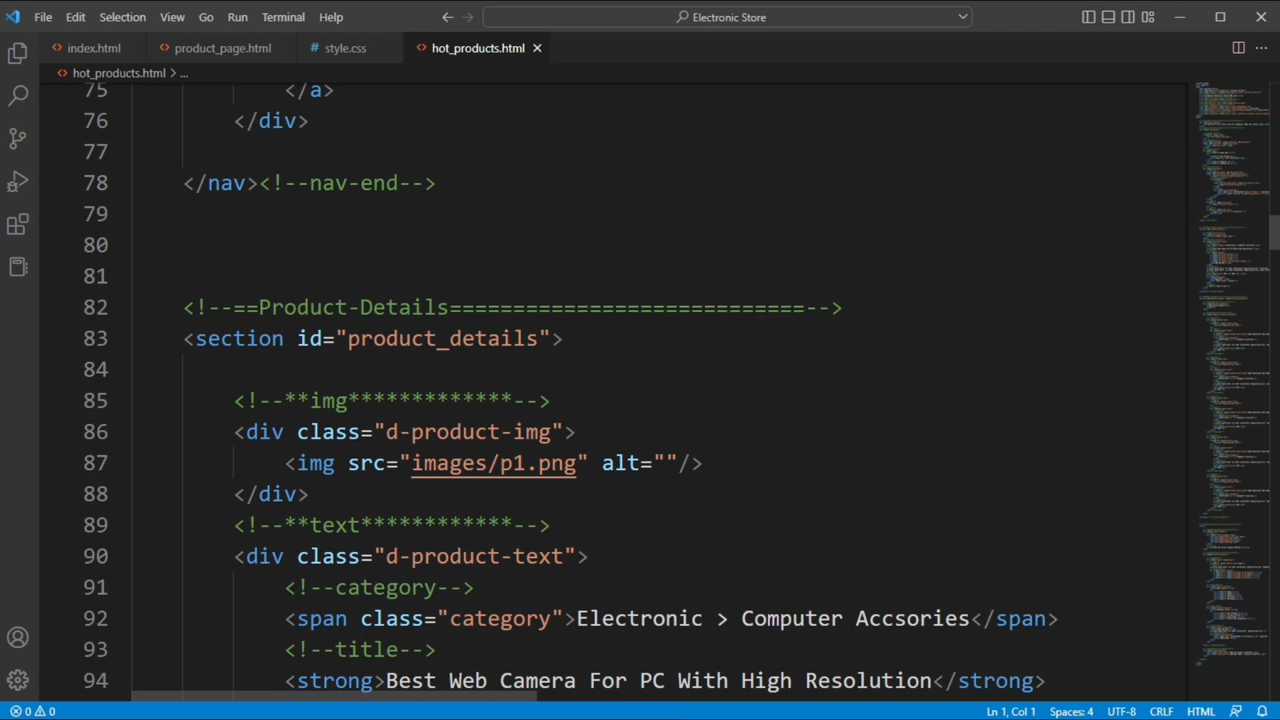 File Edit Selection View Go Run Terminal Help Electronic Store
index.html product_page.html # style.css hot_products.html
hot_products.html > ...
75 </a>
76 </div>
77
78 </nav><!--nav-end-->
79
80
81
82 <!--==Product-Details============================-->
83 <section id="product_details">
84
85 <!--**img*************-->
86 <div class="d-product-img">
87 <img src="images/p1.png" alt=""/>
88 </div>
89 <!--**text************-->
90 <div class="d-product-text">
91 <!--category-->
92 <span class="category">Electronic > Computer Accsories</span>
93 <!--title-->
94 <strong>Best Web Camera For PC With High Resolution</strong>
0 0 Ln 1, Col 1 Spaces: 4 UTF-8 CRLF HTML